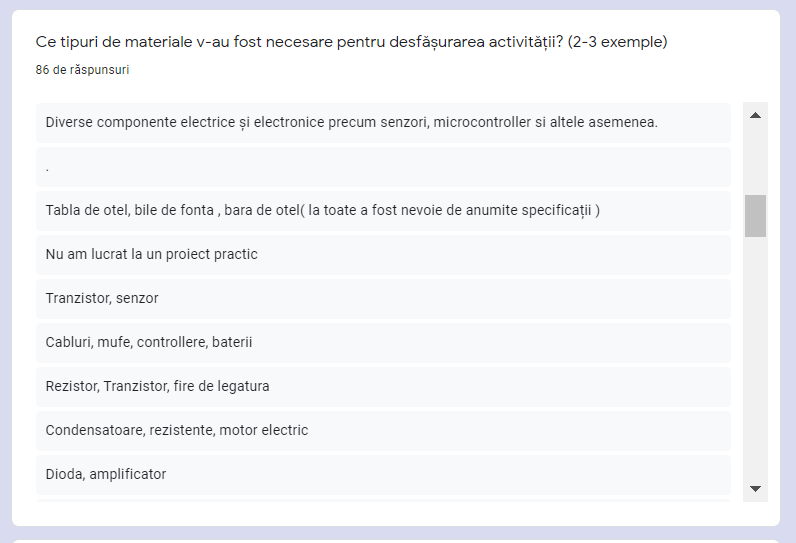 Ce tipuri de materiale v-au fost necesare pentru desfășurarea activității? (2-3 exemple)
86 de răspunsuri
Diverse componente electrice și electronice precum senzori, microcontroller si altele asemenea.
.
Tabla de otel, bile de fonta , bara de otel( la toate a fost nevoie de anumite specificații )
Nu am lucrat la un proiect practic
Tranzistor, senzor
Cabluri, mufe, controllere, baterii
Rezistor, Tranzistor, fire de legatura
Condensatoare, rezistente, motor electric
Dioda, amplificator